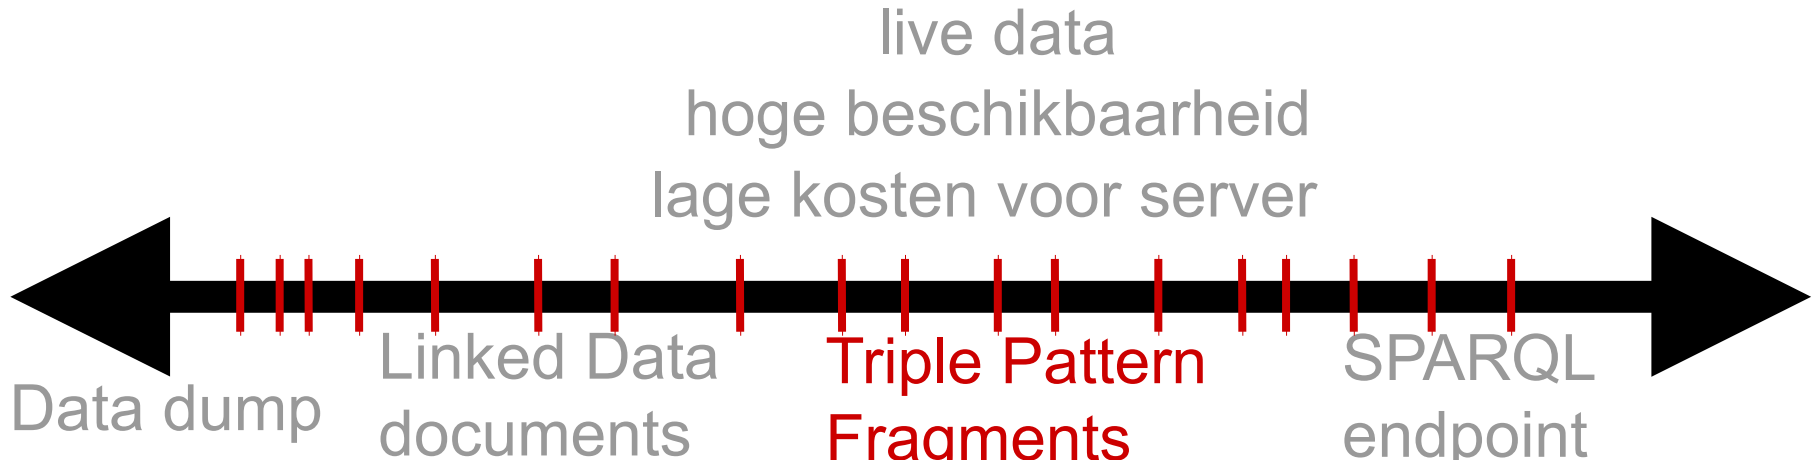 live data
hoge beschikbaarheid
lage kosten voor server
Data dump
Linked Data
documents
Triple Pattern
Fragments
SPARQL
endpoint